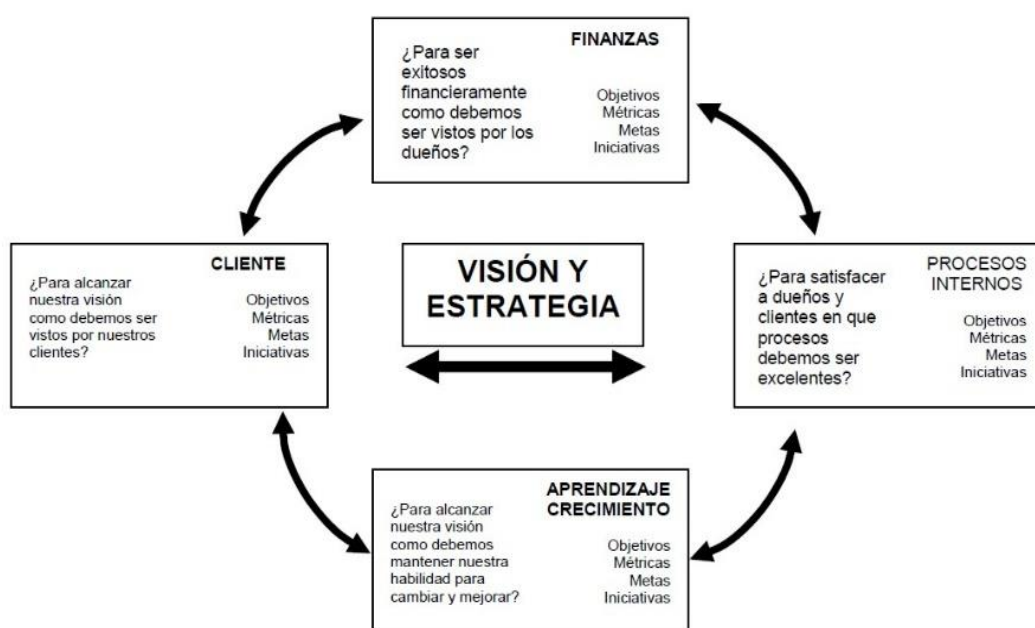 FINANZAS
¿Para ser
exitosos
financieramente
como debemos
ser vistos por los
dueños?
Objetivos
Métricas
Metas
Iniciativas
CLIENTE
¿Para alcanzar
nuestra visión
como debemos ser
vistos por nuestros
clientes?
Objetivos
Métricas
Metas
Iniciativas
VISIÓN Y
ESTRATEGIA
PROCESOS
INTERNOS
¿Para satisfacer
a dueños y
clientes en que
procesos
debemos ser
excelentes?
Objetivos
Métricas
Metas
Iniciativas
APRENDIZAJE
CRECIMIENTO
¿Para alcanzar
nuestra visión
como debemos
mantener nuestra
habilidad para
cambiar y mejorar?
Objetivos
Métricas
Metas
Iniciativas